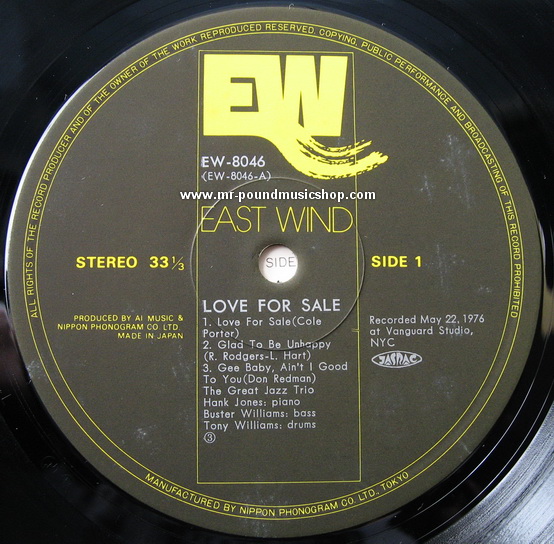 ALL RIGHTS OF THE RECORD PRODUCER AND OF THE OWNER OF THE WORK REPRODUCED RESERVED. COPYING, PUBLIC PERFORMANCE AND BROADCASTING OF THIS RECORD PROHIBITED
EW
EW-8046
(EW-8046-A)
www.mr-poundmusicshop.com
EAST WIND
STEREO 33 1/3
SIDE
SIDE 1
LOVE FOR SALE
1. Love For Sale(Cole
Porter)
2. Glad To Be Unhappy
(R. Rodgers-L. Hart)
3. Gee Baby, Ain't I Good
To You(Don Redman)
The Great Jazz Trio
Hank Jones: piano
Buster Williams: bass
Tony Williams: drums
③
PRODUCED BY AI MUSIC &
NIPPON PHONOGRAM CO. LTD.
MADE IN JAPAN
Recorded May 22, 1976
at Vanguard Studio,
NYC
JASRAC
MANUFACTURED BY NIPPON PHONOGRAM CO. LTD., TOKYO